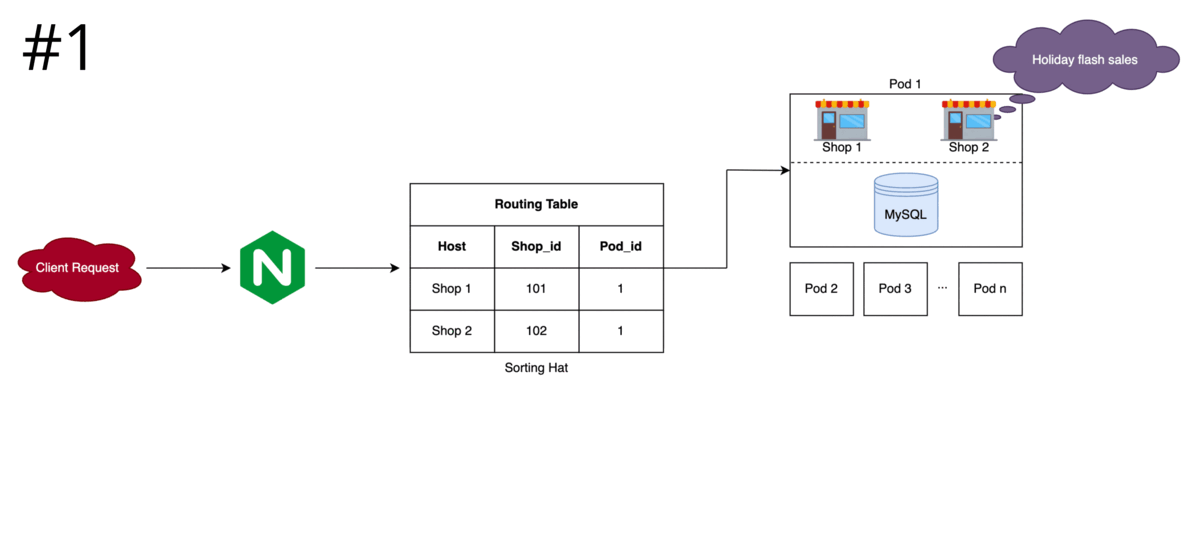 #1
Holiday flash sales
Pod 1
Shop 1
Shop 2
MySQL
Routing Table
Host Shop_id Pod_id
Shop 1 101 1
Shop 2 102 1
Sorting Hat
Client Request
N
Pod 2 Pod 3 ... Pod n